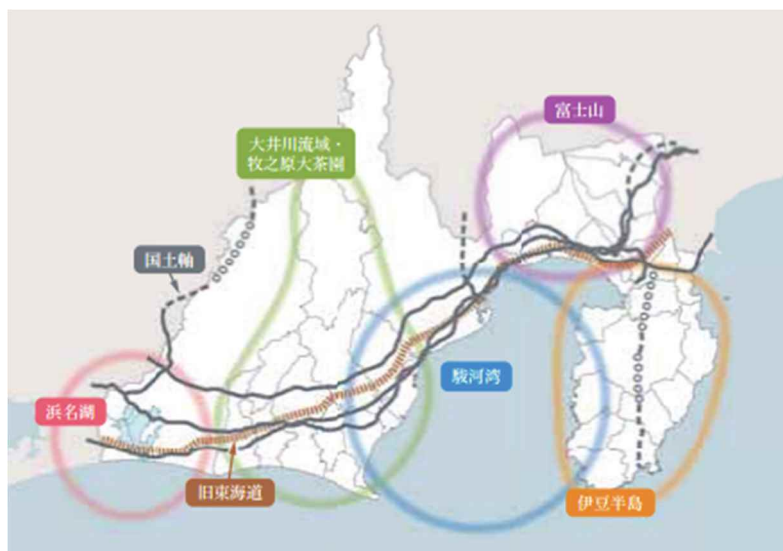 富士山
大井川流域・
牧之原大茶園
国土軸
駿河湾
浜名湖
旧東海道
伊豆半島